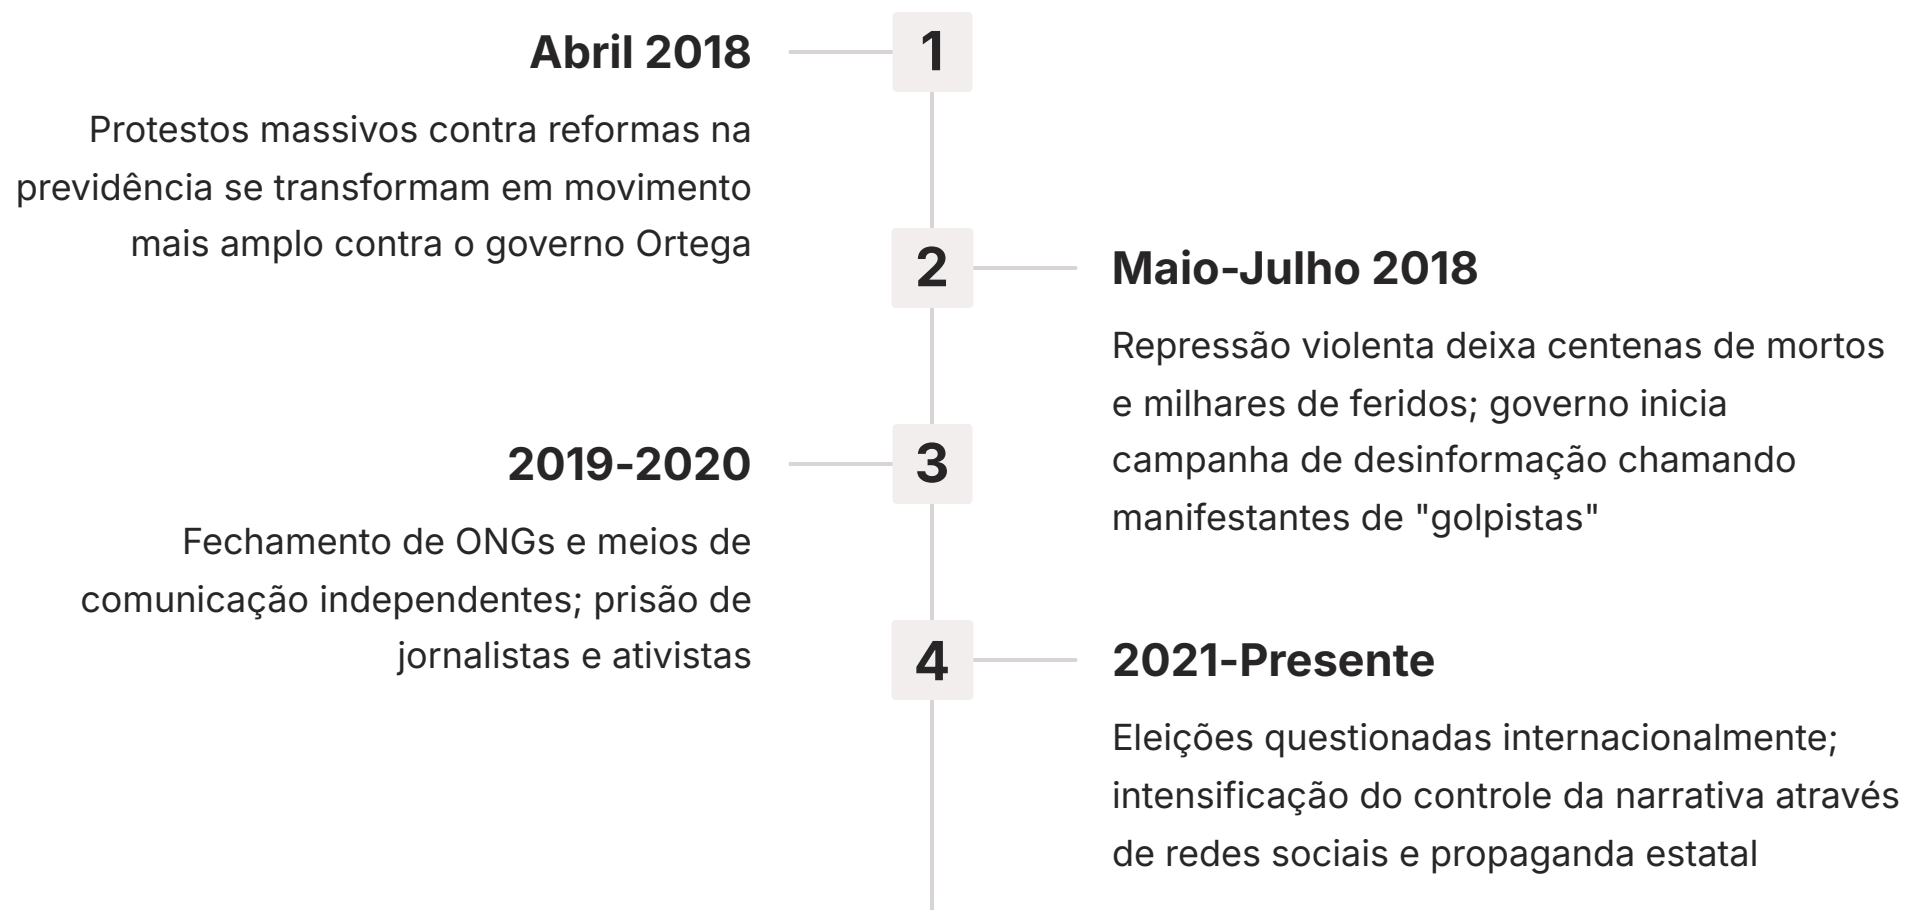 1
Abril 2018
Protestos massivos contra reformas na
previdência se transformam em movimento
mais amplo contra o governo Ortega
2
Maio-Julho 2018
Repressão violenta deixa centenas de mortos
e milhares de feridos; governo inicia
campanha de desinformação chamando
manifestantes de "golpistas"
3
2019-2020
Fechamento de ONGs e meios de
comunicação independentes; prisão de
jornalistas e ativistas
4
2021-Presente
Eleições questionadas internacionalmente;
intensificação do controle da narrativa através
de redes sociais e propaganda estatal